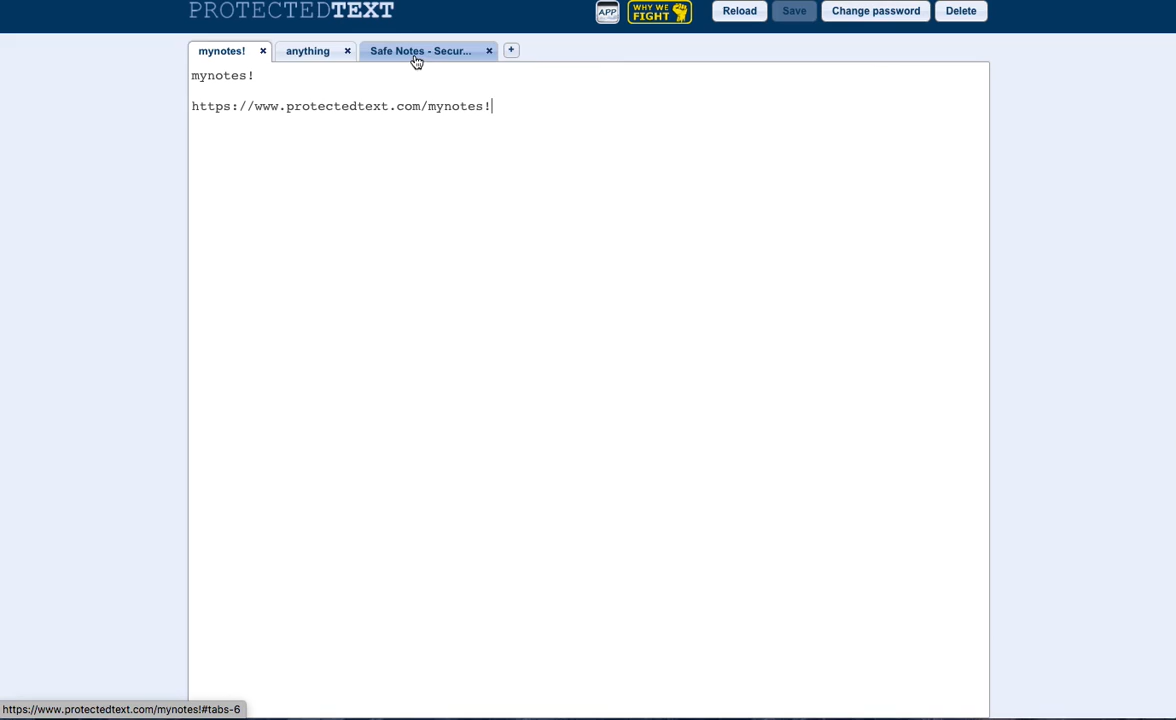 PROTECTEDTEXT
APP
WHY WE
FIGHT
Reload
Save
Change password
Delete
mynotes! ×
anything ×
Safe Notes - Secur... ×
+
mynotes!
https://www.protectedtext.com/mynotes!
https://www.protectedtext.com/mynotes!#tabs-6